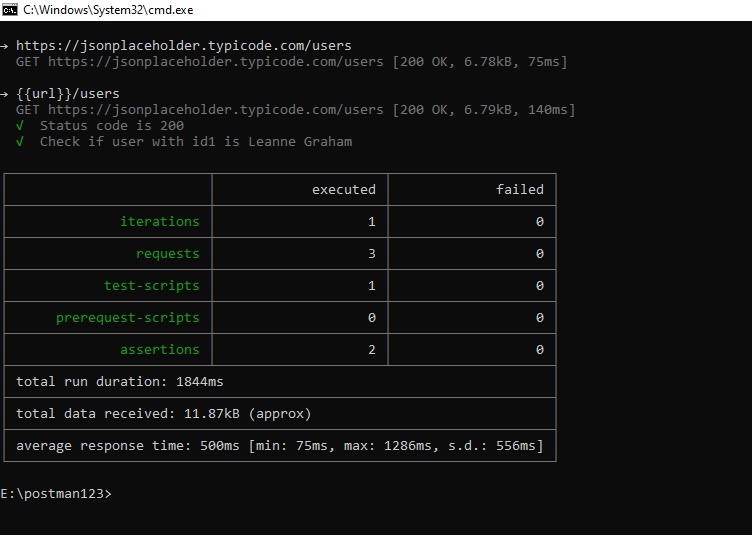 C:\Windows\System32\cmd.exe
→ https://jsonplaceholder.typicode.com/users
GET https://jsonplaceholder.typicode.com/users [200 OK, 6.78kB, 75ms]
→ {{url}}/users
GET https://jsonplaceholder.typicode.com/users [200 OK, 6.79kB, 140ms]
√ Status code is 200
√ Check if user with id1 is Leanne Graham
executed failed
iterations 1 0
requests 3 0
test-scripts 1 0
prerequest-scripts 0 0
assertions 2 0
total run duration: 1844ms
total data received: 11.87kB (approx)
average response time: 500ms [min: 75ms, max: 1286ms, s.d.: 556ms]
E:\postman123>